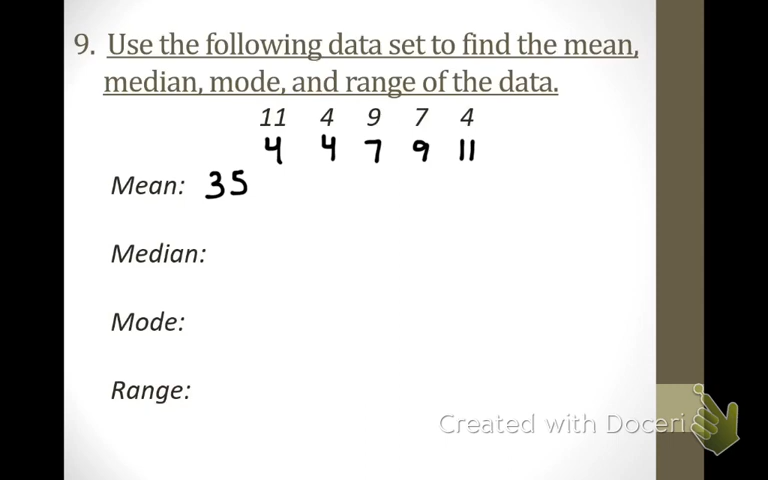 9. Use the following data set to find the mean,
median, mode, and range of the data.
11 4 9 7 4
4 4 7 9 11
Mean: 35
Median:
Mode:
Range:
Created with Doceri